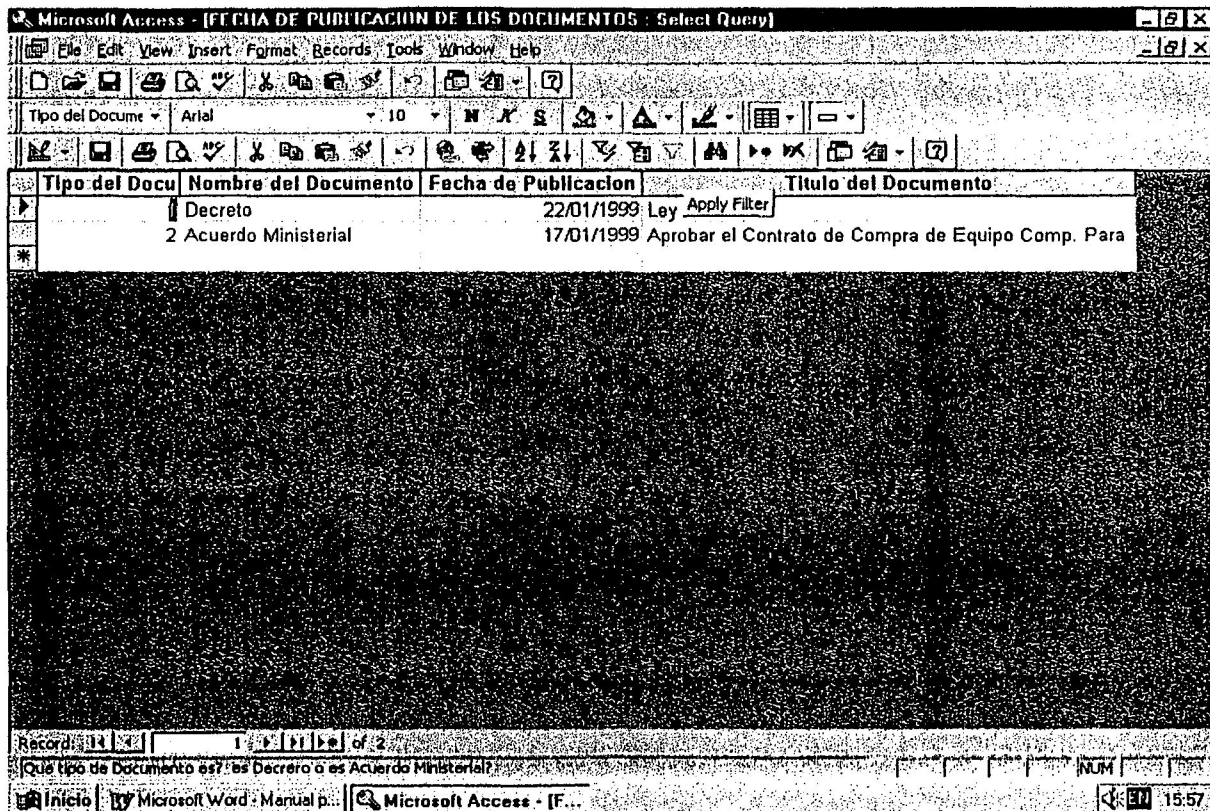 Microsoft Access - [FECHA DE PUBLICACION DE LOS DOCUMENTOS : Select Query]
File Edit View Insert Format Records Tools Window Help
Tipo del Docume Arial 10 N K S
Tipo del Docu Nombre del Documento Fecha de Publicacion Titulo del Documento
1 Decreto 22/01/1999 Ley Apply Filter
2 Acuerdo Ministerial 17/01/1999 Aprobar el Contrato de Compra de Equipo Comp. Para
Record: 1 of 2
Que tipo de Documento es?: es Decrero o es Acuerdo Ministerial? NUM
Inicio Microsoft Word - Manual p... Microsoft Access - [F... EN 15:57